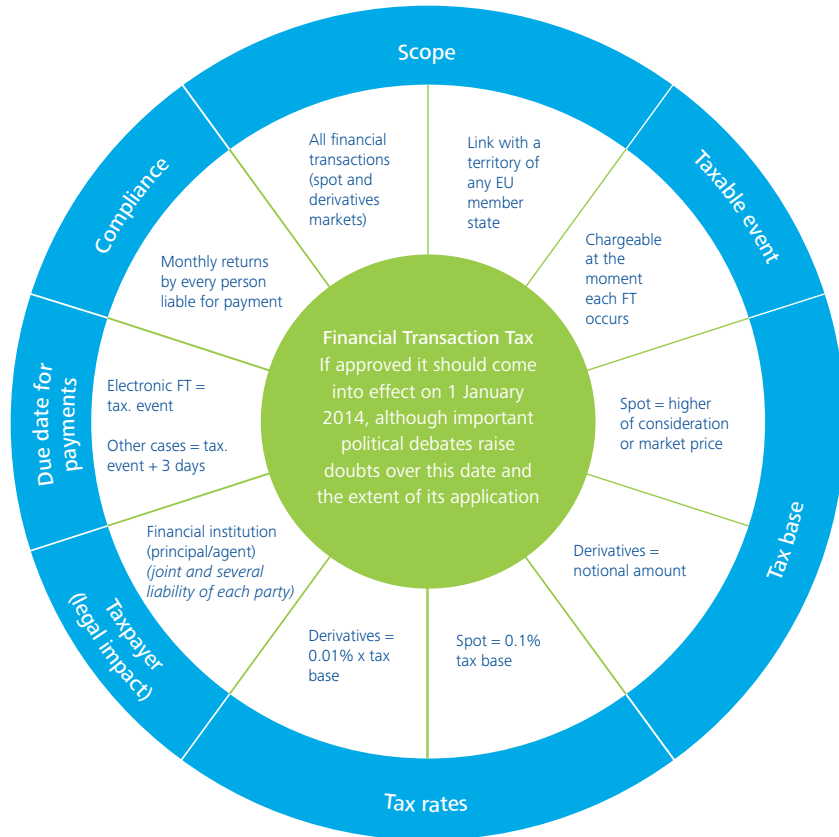 Scope
All financial
transactions
(spot and
derivatives
markets)
Link with a
territory of
any EU
member
state
Taxable event
Chargeable
at the
moment
each FT
occurs
Tax base
Spot = higher
of consideration
or market price
Derivatives =
notional amount
Tax rates
Spot = 0.1%
tax base
Derivatives =
0.01% x tax
base
Taxpayer
(legal impact)
Financial institution
(principal/agent)
(joint and several
liability of each party)
Due date for
payments
Electronic FT =
tax. event
Other cases = tax.
event + 3 days
Compliance
Monthly returns
by every person
liable for payment
Financial Transaction Tax
If approved it should come
into effect on 1 January
2014, although important
political debates raise
doubts over this date and
the extent of its application